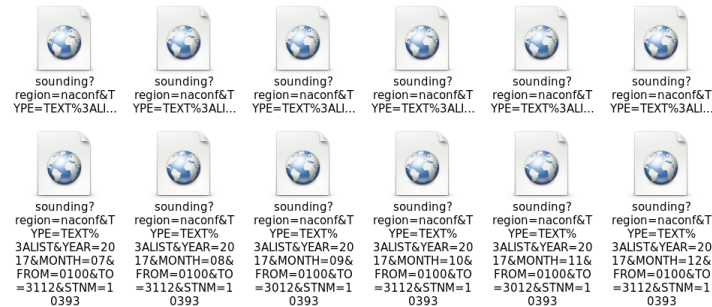 sounding?
region=naconf&T
YPE=TEXT%3ALI...
sounding?
region=naconf&T
YPE=TEXT%3ALI...
sounding?
region=naconf&T
YPE=TEXT%3ALI...
sounding?
region=naconf&T
YPE=TEXT%3ALI...
sounding?
region=naconf&T
YPE=TEXT%3ALI...
sounding?
region=naconf&T
YPE=TEXT%3ALI...
sounding?
region=naconf&T
YPE=TEXT%
3ALIST&YEAR=20
17&MONTH=07&
FROM=0100&TO
=3112&STNM=1
0393
sounding?
region=naconf&T
YPE=TEXT%
3ALIST&YEAR=20
17&MONTH=08&
FROM=0100&TO
=3112&STNM=1
0393
sounding?
region=naconf&T
YPE=TEXT%
3ALIST&YEAR=20
17&MONTH=09&
FROM=0100&TO
=3012&STNM=1
0393
sounding?
region=naconf&T
YPE=TEXT%
3ALIST&YEAR=20
17&MONTH=10&
FROM=0100&TO
=3112&STNM=1
0393
sounding?
region=naconf&T
YPE=TEXT%
3ALIST&YEAR=20
17&MONTH=11&
FROM=0100&TO
=3012&STNM=1
0393
sounding?
region=naconf&T
YPE=TEXT%
3ALIST&YEAR=20
17&MONTH=12&
FROM=0100&TO
=3112&STNM=1
0393